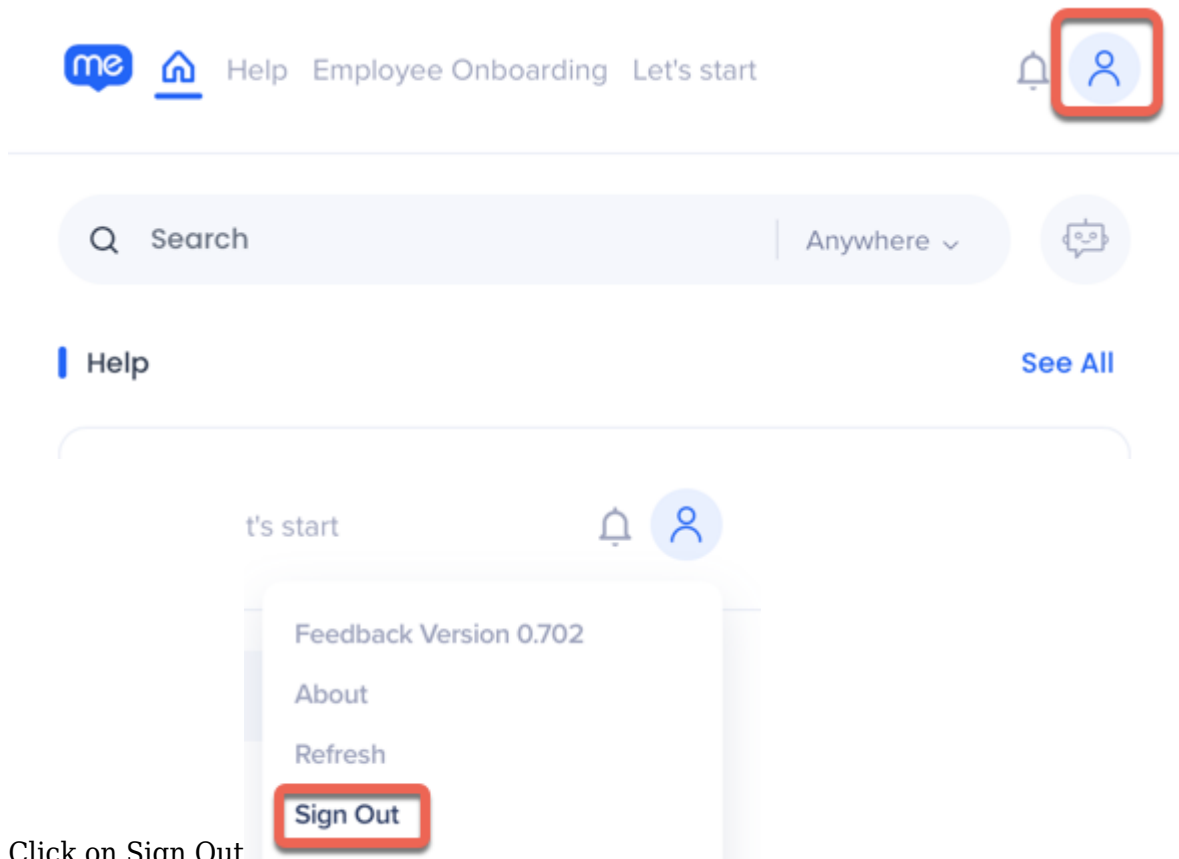 me Help Employee Onboarding Let's start
Search Anywhere
Help See All
t's start
Feedback Version 0.702
About
Refresh
Sign Out
Click on Sign Out